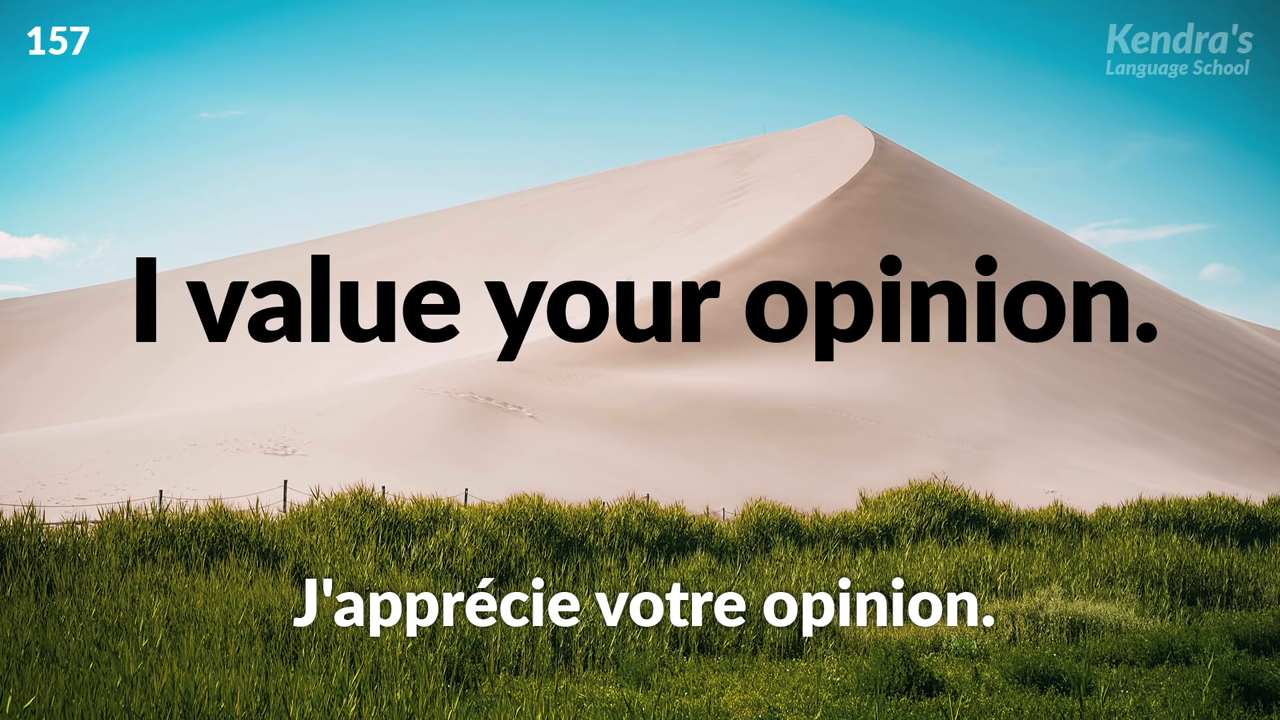 157
Kendra's
Language School
I value your opinion.
J'apprécie votre opinion.